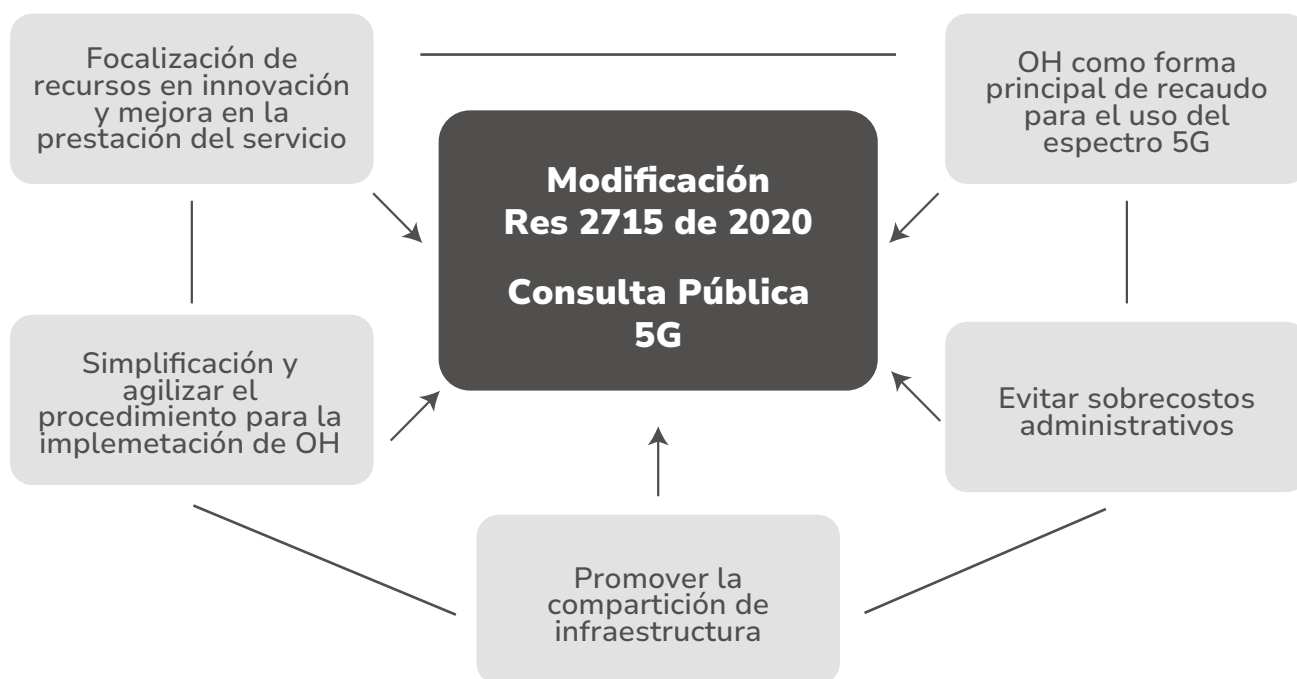 Focalización de
recursos en innovación
y mejora en la
prestación del servicio
OH como forma
principal de recaudo
para el uso del
espectro 5G
Modificación
Res 2715 de 2020
Consulta Pública
5G
Simplificación y
agilizar el
procedimiento para la
implemetación de OH
Evitar sobrecostos
administrativos
Promover la
compartición de
infraestructura